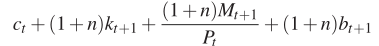 c_t + (1 + n)k_{t+1} + \frac{(1 + n)M_{t+1}}{P_t} + (1 + n)b_{t+1}